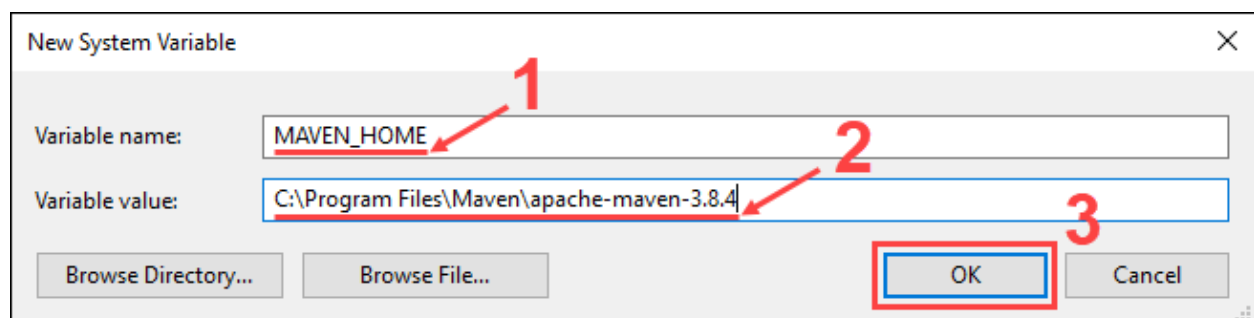 New System Variable
1
Variable name: MAVEN_HOME
2
Variable value: C:\Program Files\Maven\apache-maven-3.8.4
3
Browse Directory... Browse File... OK Cancel